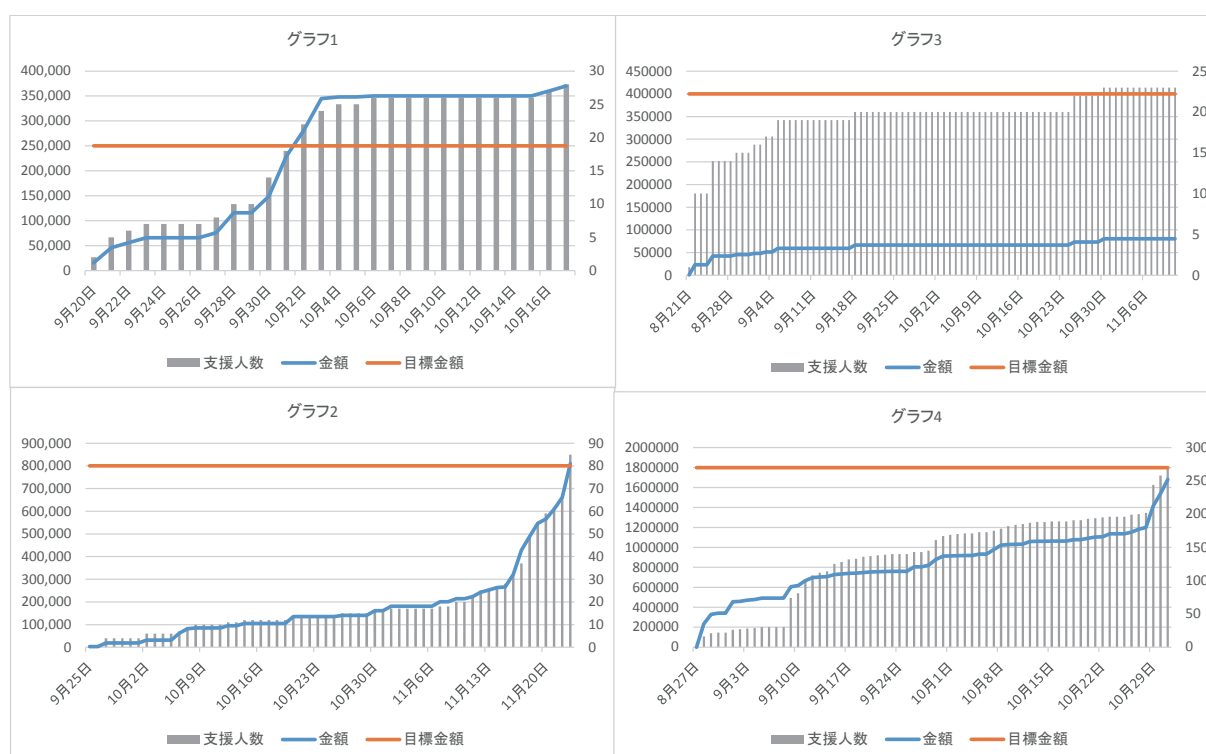 グラフ1
400,000
350,000
300,000
250,000
200,000
150,000
100,000
50,000
0
30
25
20
15
10
5
0
9月20日
9月22日
9月24日
9月26日
9月28日
9月30日
10月2日
10月4日
10月6日
10月8日
10月10日
10月12日
10月14日
10月16日
支援人数 金額 目標金額
グラフ3
450000
400000
350000
300000
250000
200000
150000
100000
50000
0
25
20
15
10
5
0
8月21日
8月28日
9月4日
9月11日
9月18日
9月25日
10月2日
10月9日
10月16日
10月23日
10月30日
11月6日
支援人数 金額 目標金額
グラフ2
900,000
800,000
700,000
600,000
500,000
400,000
300,000
200,000
100,000
0
90
80
70
60
50
40
30
20
10
0
9月25日
10月2日
10月9日
10月16日
10月23日
10月30日
11月6日
11月13日
11月20日
支援人数 金額 目標金額
グラフ4
2000000
1800000
1600000
1400000
1200000
1000000
800000
600000
400000
200000
0
300
250
200
150
100
50
0
8月27日
9月3日
9月10日
9月17日
9月24日
10月1日
10月8日
10月15日
10月22日
10月29日
支援人数 金額 目標金額